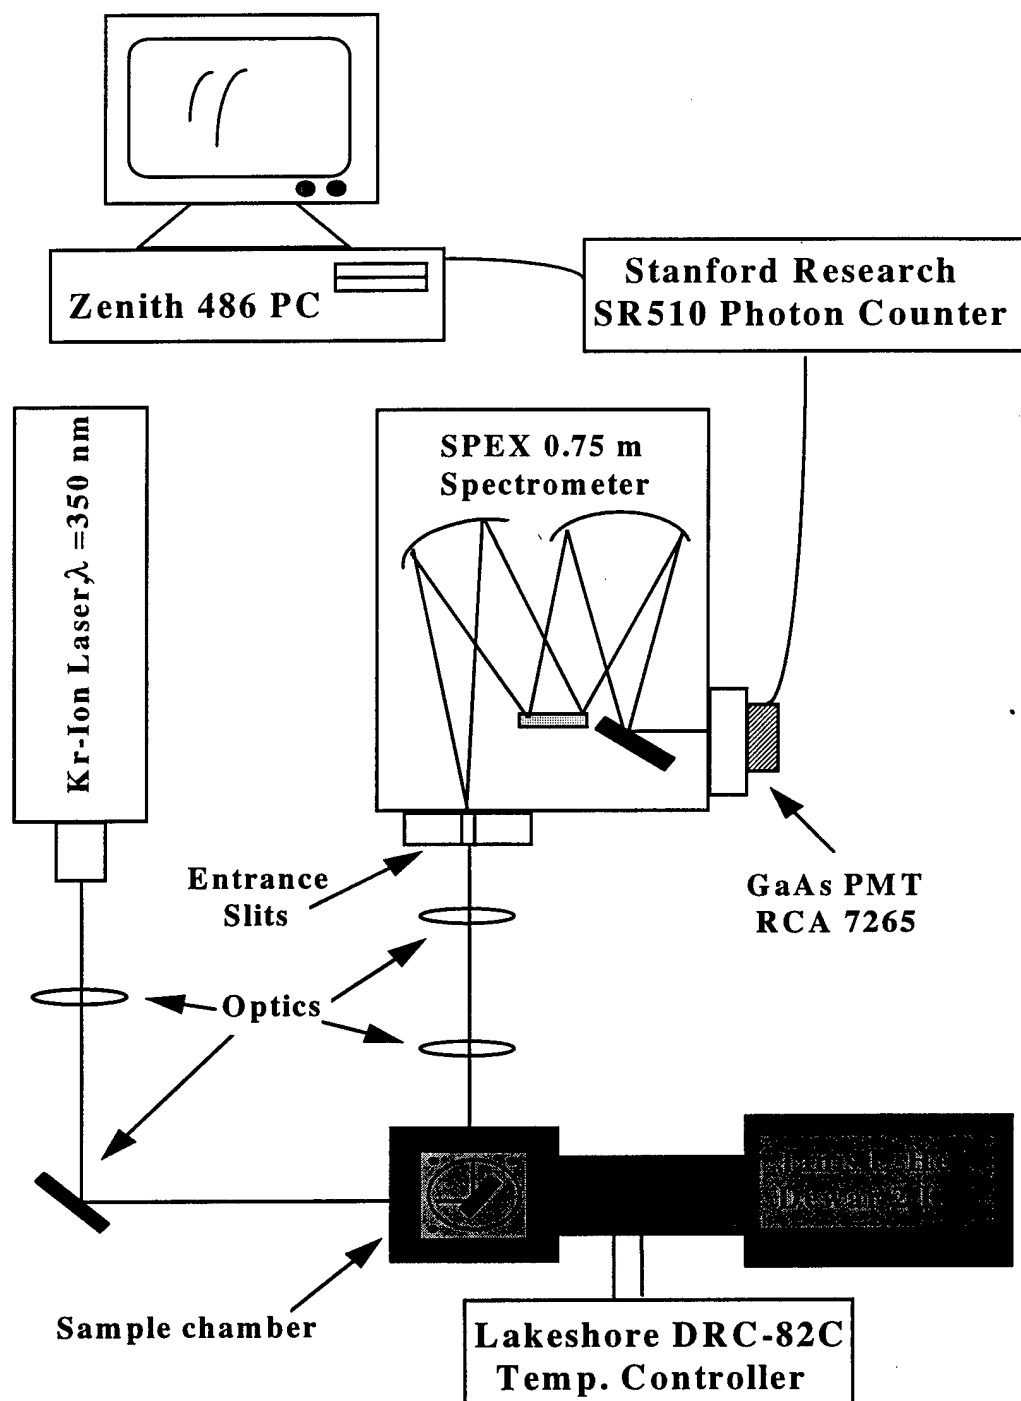 Zenith 486 PC
Stanford Research
SR510 Photon Counter
Kr-Ion Laser,λ =350 nm
SPEX 0.75 m
Spectrometer
Entrance
Slits
GaAs PMT
RCA 7265
Optics
Sample chamber
Lakeshore DRC-82C
Temp. Controller